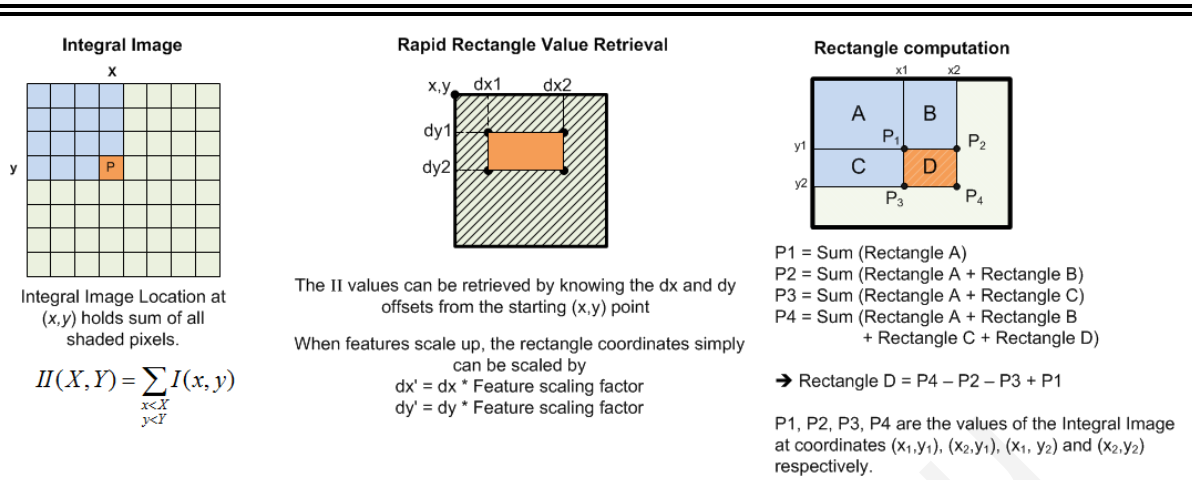 Integral Image
X
y
P
Integral Image Location at
(x,y) holds sum of all
shaded pixels.
II(X,Y) = ∑ I(x, y)
x<X
y<Y
Rapid Rectangle Value Retrieval
x,y dx1 dx2
dy1
dy2
The II values can be retrieved by knowing the dx and dy
offsets from the starting (x,y) point
When features scale up, the rectangle coordinates simply
can be scaled by
dx' = dx * Feature scaling factor
dy' = dy * Feature scaling factor
Rectangle computation
x1 x2
A B
P₁ P₂
y1
C D
y2
P₃ P₄
P1 = Sum (Rectangle A)
P2 = Sum (Rectangle A + Rectangle B)
P3 = Sum (Rectangle A + Rectangle C)
P4 = Sum (Rectangle A + Rectangle B
+ Rectangle C + Rectangle D)
➔ Rectangle D = P4 – P2 – P3 + P1
P1, P2, P3, P4 are the values of the Integral Image
at coordinates (x₁,y₁), (x₂,y₁), (x₁, y₂) and (x₂,y₂)
respectively.